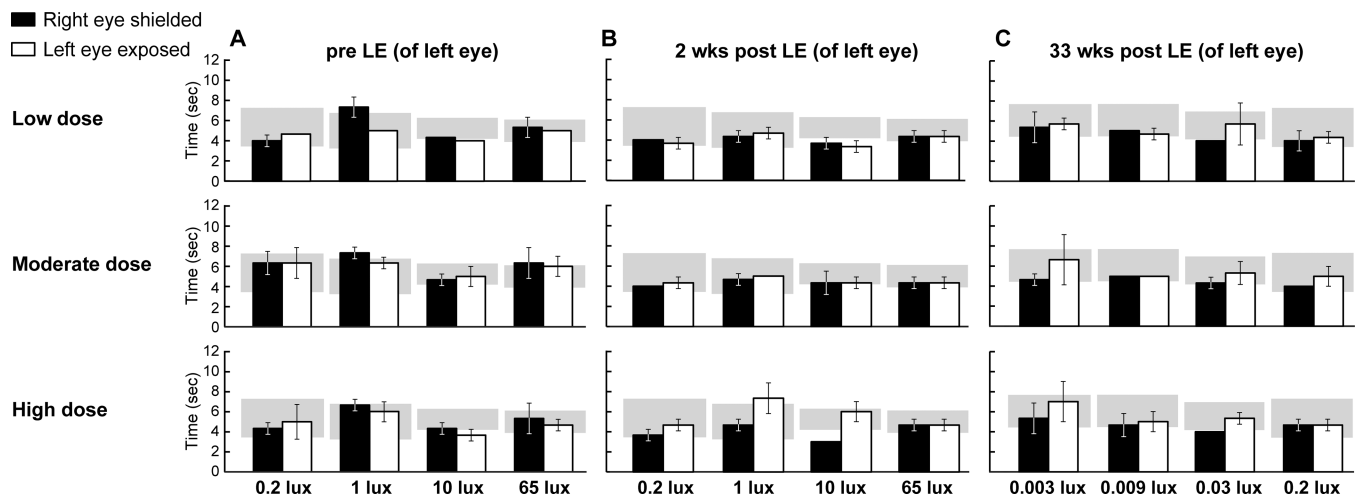 Right eye shielded
Left eye exposed
A pre LE (of left eye)
B 2 wks post LE (of left eye)
C 33 wks post LE (of left eye)
Low dose
Time (sec)
12
10
8
6
4
2
0
Moderate dose
Time (sec)
12
10
8
6
4
2
0
High dose
Time (sec)
12
10
8
6
4
2
0
0.2 lux 1 lux 10 lux 65 lux
0.2 lux 1 lux 10 lux 65 lux
0.003 lux 0.009 lux 0.03 lux 0.2 lux